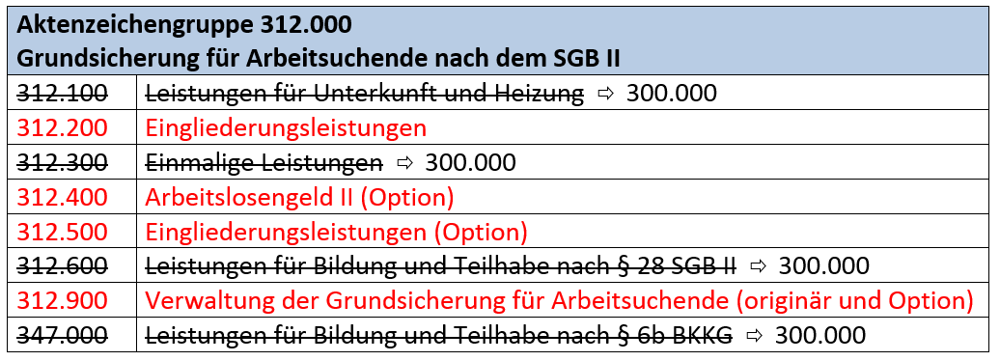 Aktenzeichengruppe 312.000
Grundsicherung für Arbeitsuchende nach dem SGB II
312.100 Leistungen für Unterkunft und Heizung ⇨ 300.000
312.200 Eingliederungsleistungen
312.300 Einmalige Leistungen ⇨ 300.000
312.400 Arbeitslosengeld II (Option)
312.500 Eingliederungsleistungen (Option)
312.600 Leistungen für Bildung und Teilhabe nach § 28 SGB II ⇨ 300.000
312.900 Verwaltung der Grundsicherung für Arbeitsuchende (originär und Option)
347.000 Leistungen für Bildung und Teilhabe nach § 6b BKKG ⇨ 300.000